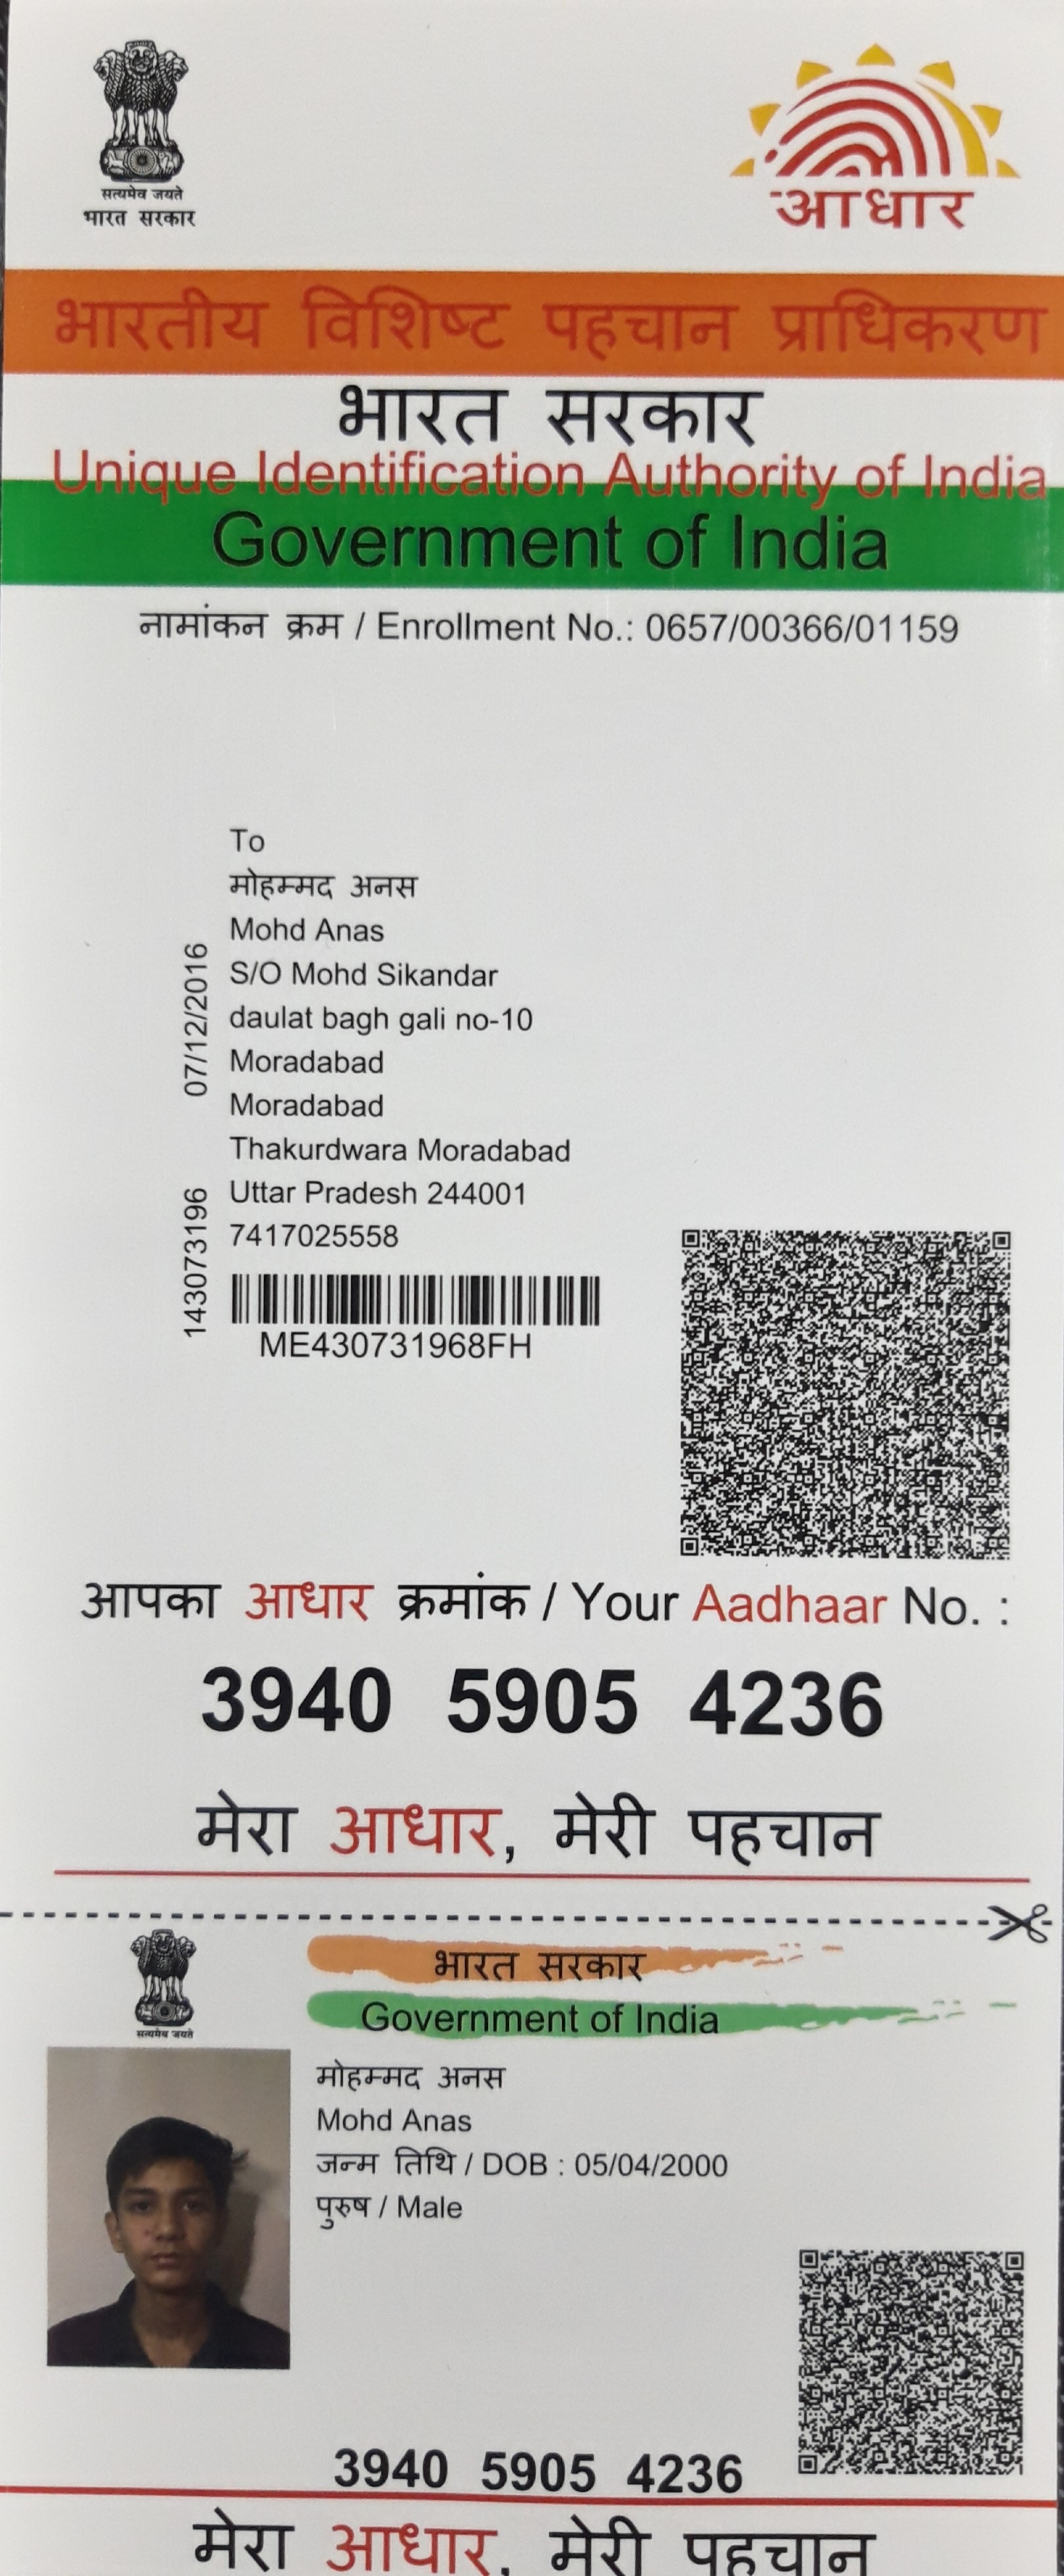 सत्यमेव जयते
भारत सरकार
आधार
भारतीय विशिष्ट पहचान प्राधिकरण
भारत सरकार
Unique Identification Authority of India
Government of India
नामांकन क्रम / Enrollment No.: 0657/00366/01159
To
मोहम्मद अनस
Mohd Anas
S/O Mohd Sikandar
daulat bagh gali no-10
Moradabad
Moradabad
Thakurdwara Moradabad
Uttar Pradesh 244001
7417025558
07/12/2016
143073196
ME430731968FH
आपका आधार क्रमांक / Your Aadhaar No. :
3940 5905 4236
मेरा आधार, मेरी पहचान
सत्यमेव जयते
भारत सरकार
Government of India
मोहम्मद अनस
Mohd Anas
जन्म तिथि / DOB : 05/04/2000
पुरुष / Male
3940 5905 4236
मेरा आधार, मेरी पहचान